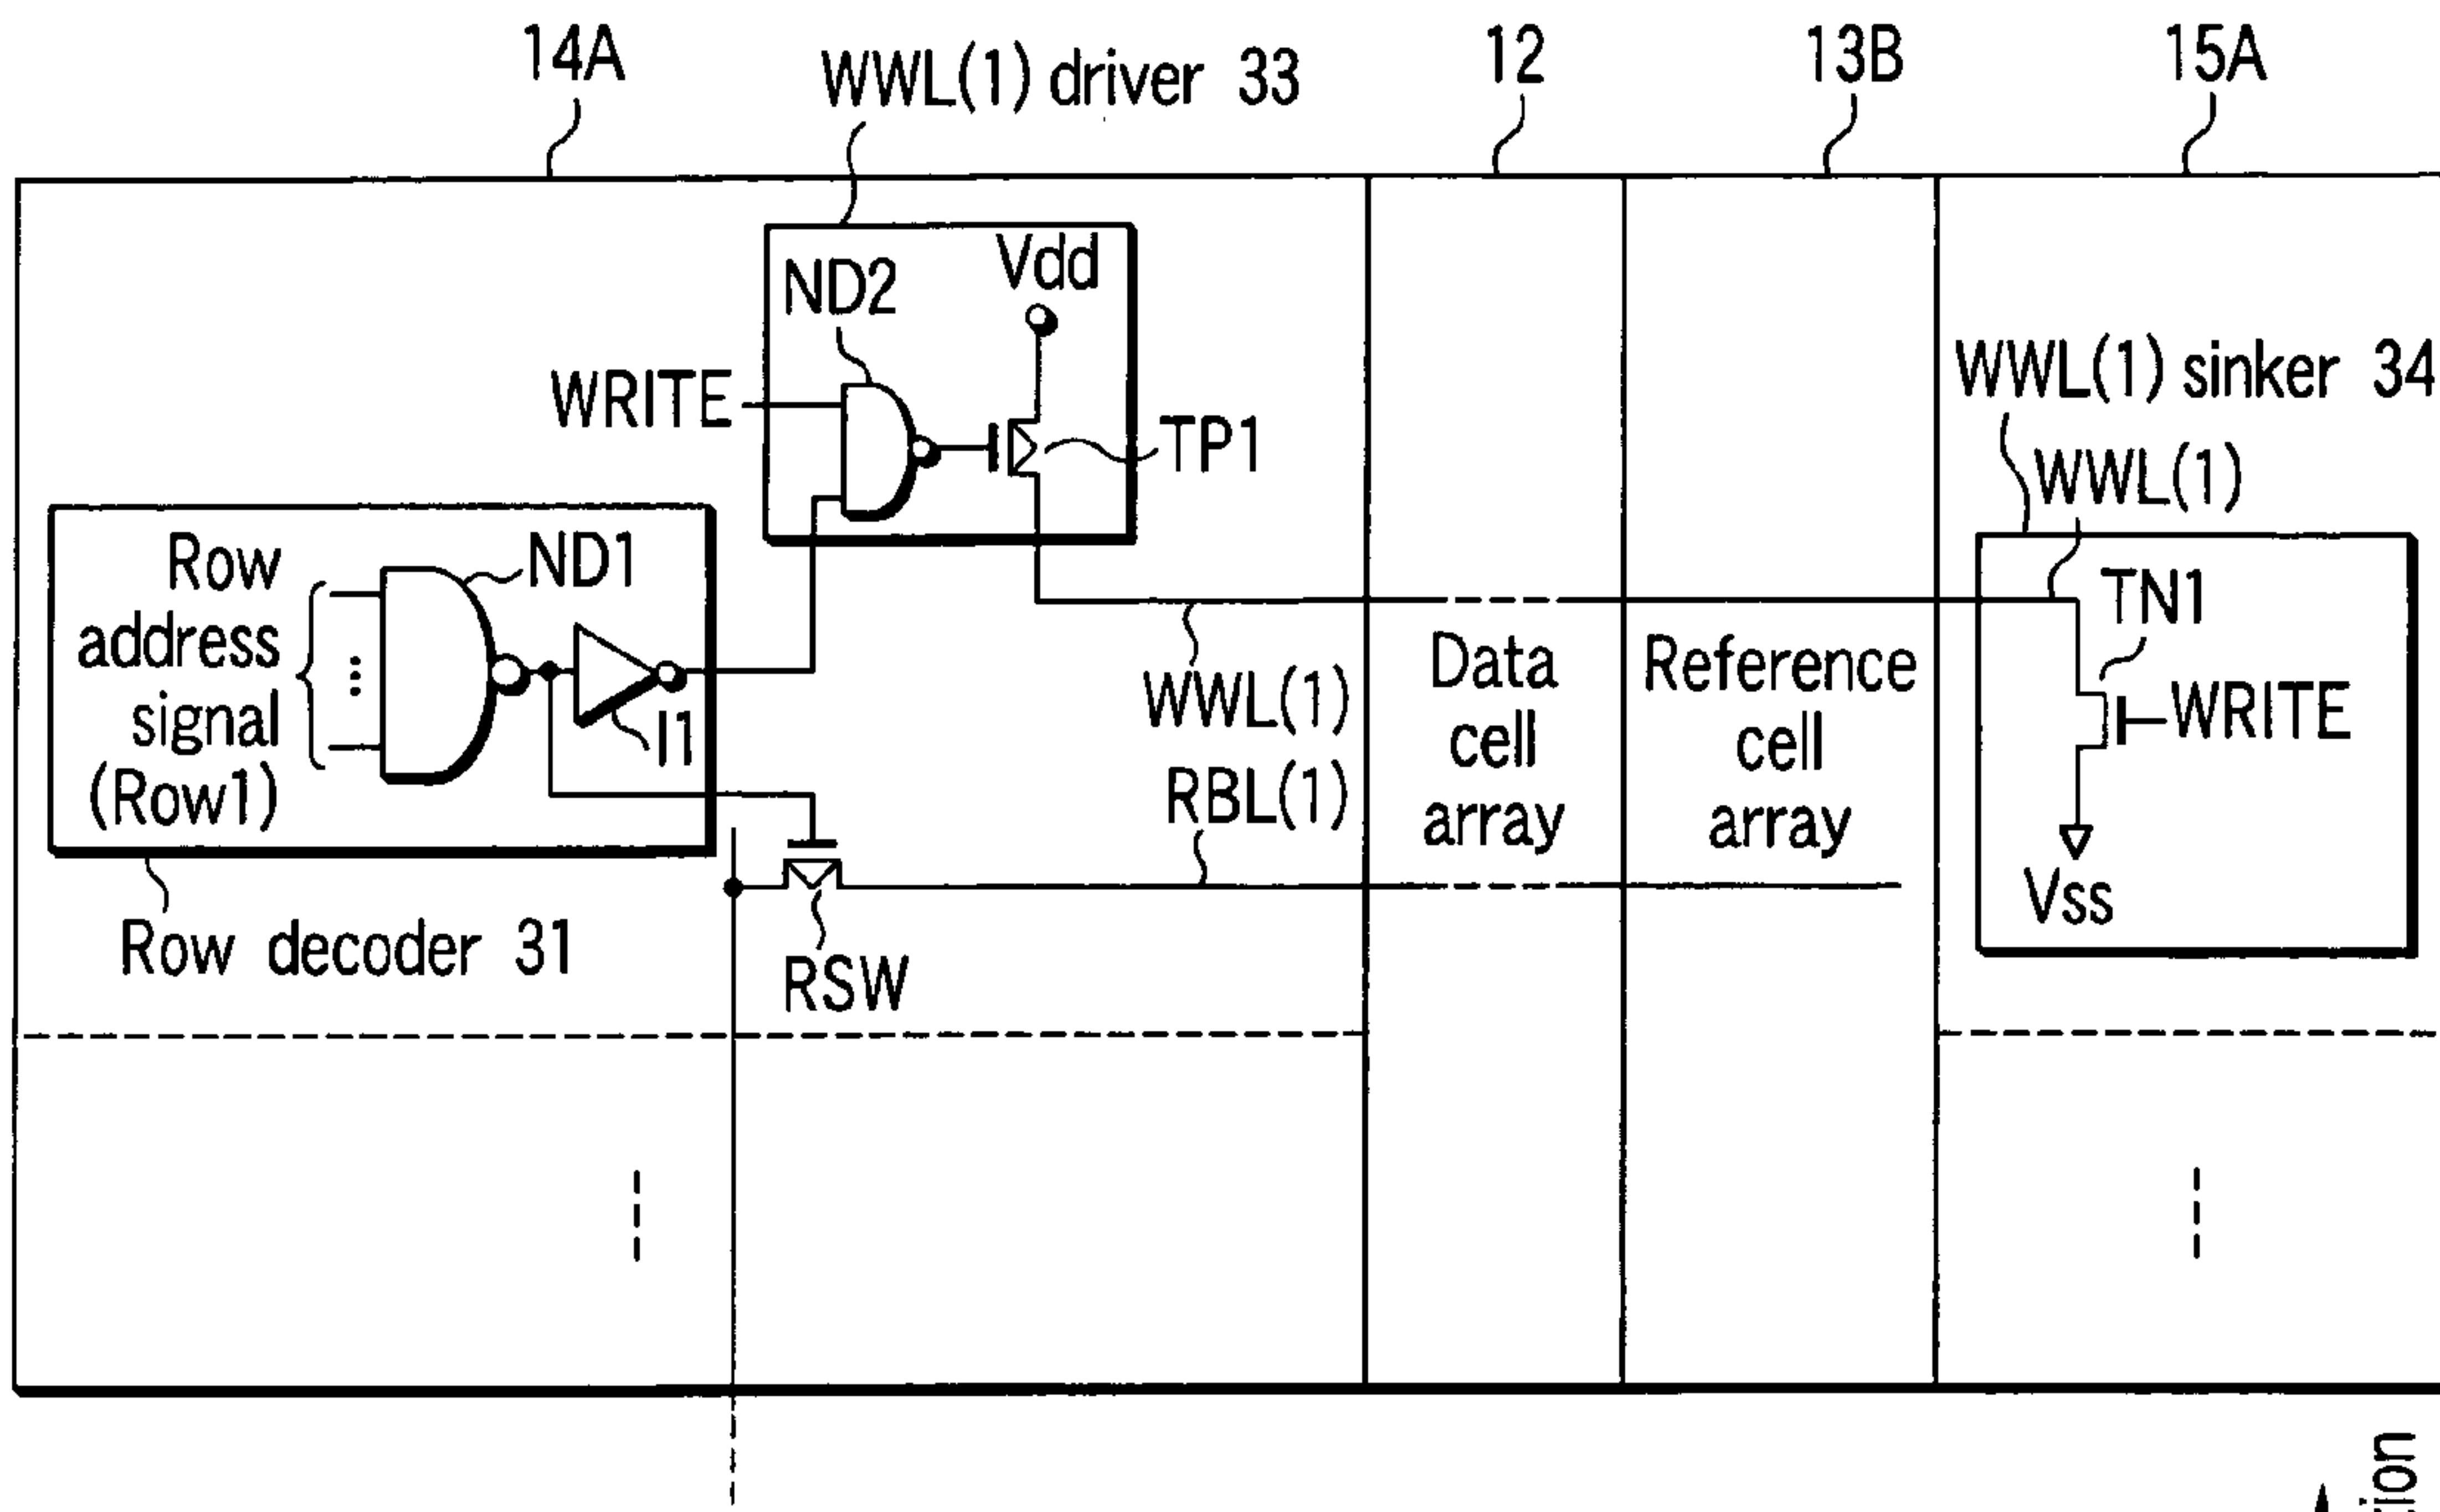 14A
WWL(1) driver 33
12
13B
15A
ND2
Vdd
WRITE
TP1
WWL(1) sinker 34
WWL(1)
Row
address
signal
(Row1)
ND1
I1
TN1
WRITE
Vss
WWL(1)
RBL(1)
Data
cell
array
Reference
cell
array
Row decoder 31
RSW